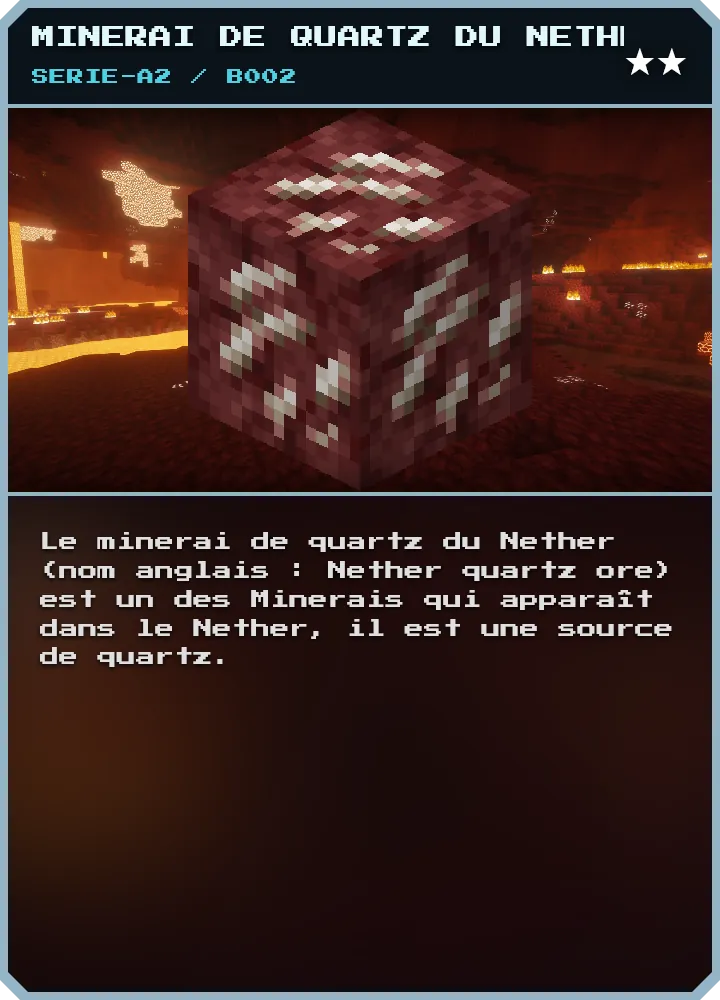 MINERAI DE QUARTZ DU NETH
SERIE-A2 / B002
★★
Le minerai de quartz du Nether
(nom anglais : Nether quartz ore)
est un des Minerais qui apparaît
dans le Nether, il est une source
de quartz.